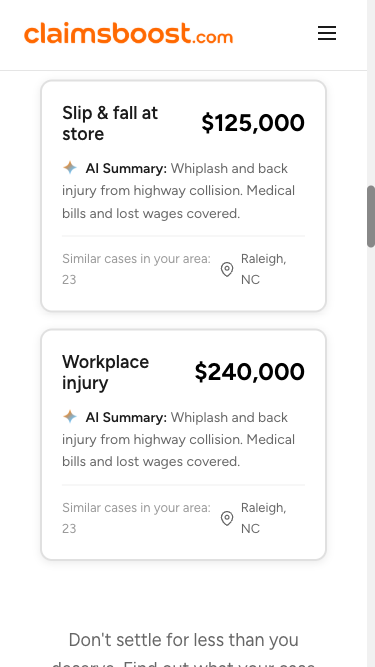 claimsboost.com
Slip & fall at
store
$125,000
AI Summary: Whiplash and back
injury from highway collision. Medical
bills and lost wages covered.
Similar cases in your area:
23
Raleigh,
NC
Workplace
injury
$240,000
AI Summary: Whiplash and back
injury from highway collision. Medical
bills and lost wages covered.
Similar cases in your area:
23
Raleigh,
NC
Don't settle for less than you
deserve. Find out what your case